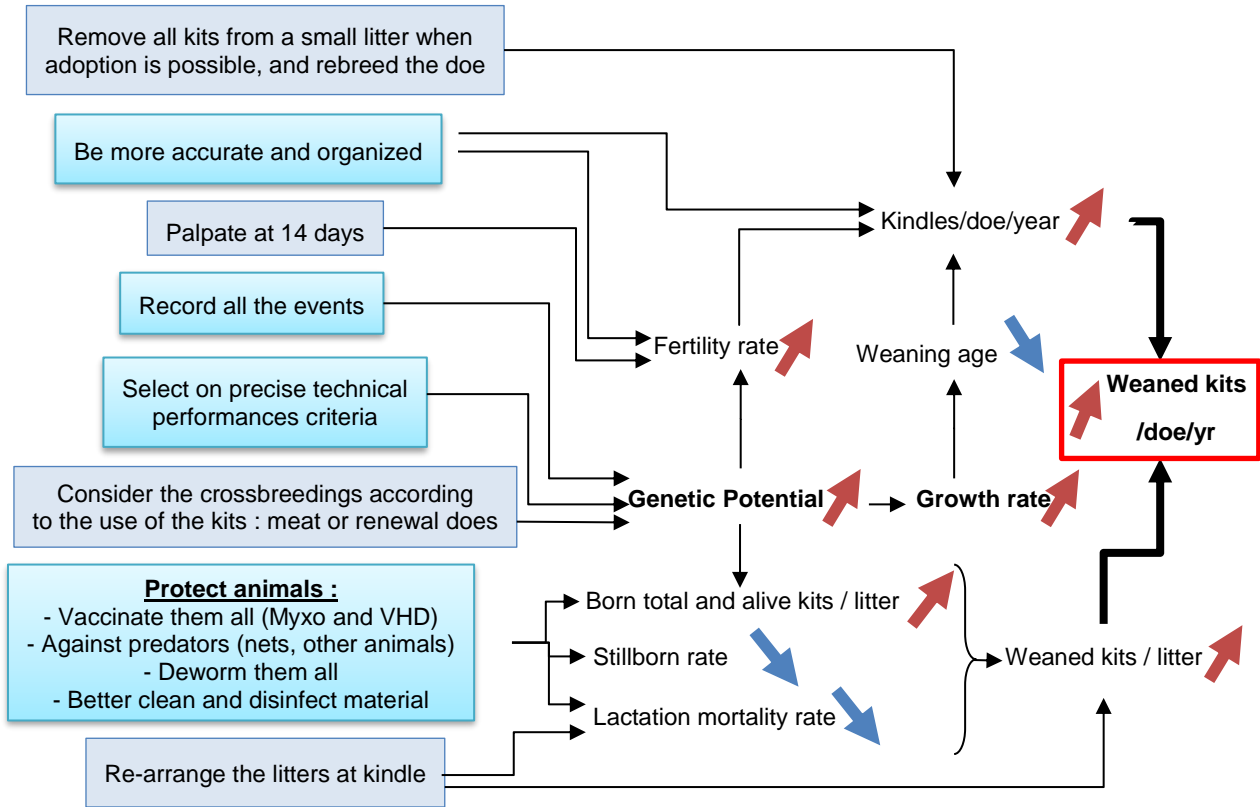 Remove all kits from a small litter when
adoption is possible, and rebreed the doe
Be more accurate and organized
Palpate at 14 days
Record all the events
Select on precise technical
performances criteria
Consider the crossbreedings according
to the use of the kits : meat or renewal does
Protect animals :
- Vaccinate them all (Myxo and VHD)
- Against predators (nets, other animals)
- Deworm them all
- Better clean and disinfect material
Re-arrange the litters at kindle
Kindles/doe/year
Fertility rate
Weaning age
Genetic Potential
Growth rate
Born total and alive kits / litter
Stillborn rate
Lactation mortality rate
Weaned kits / litter
Weaned kits
/doe/yr